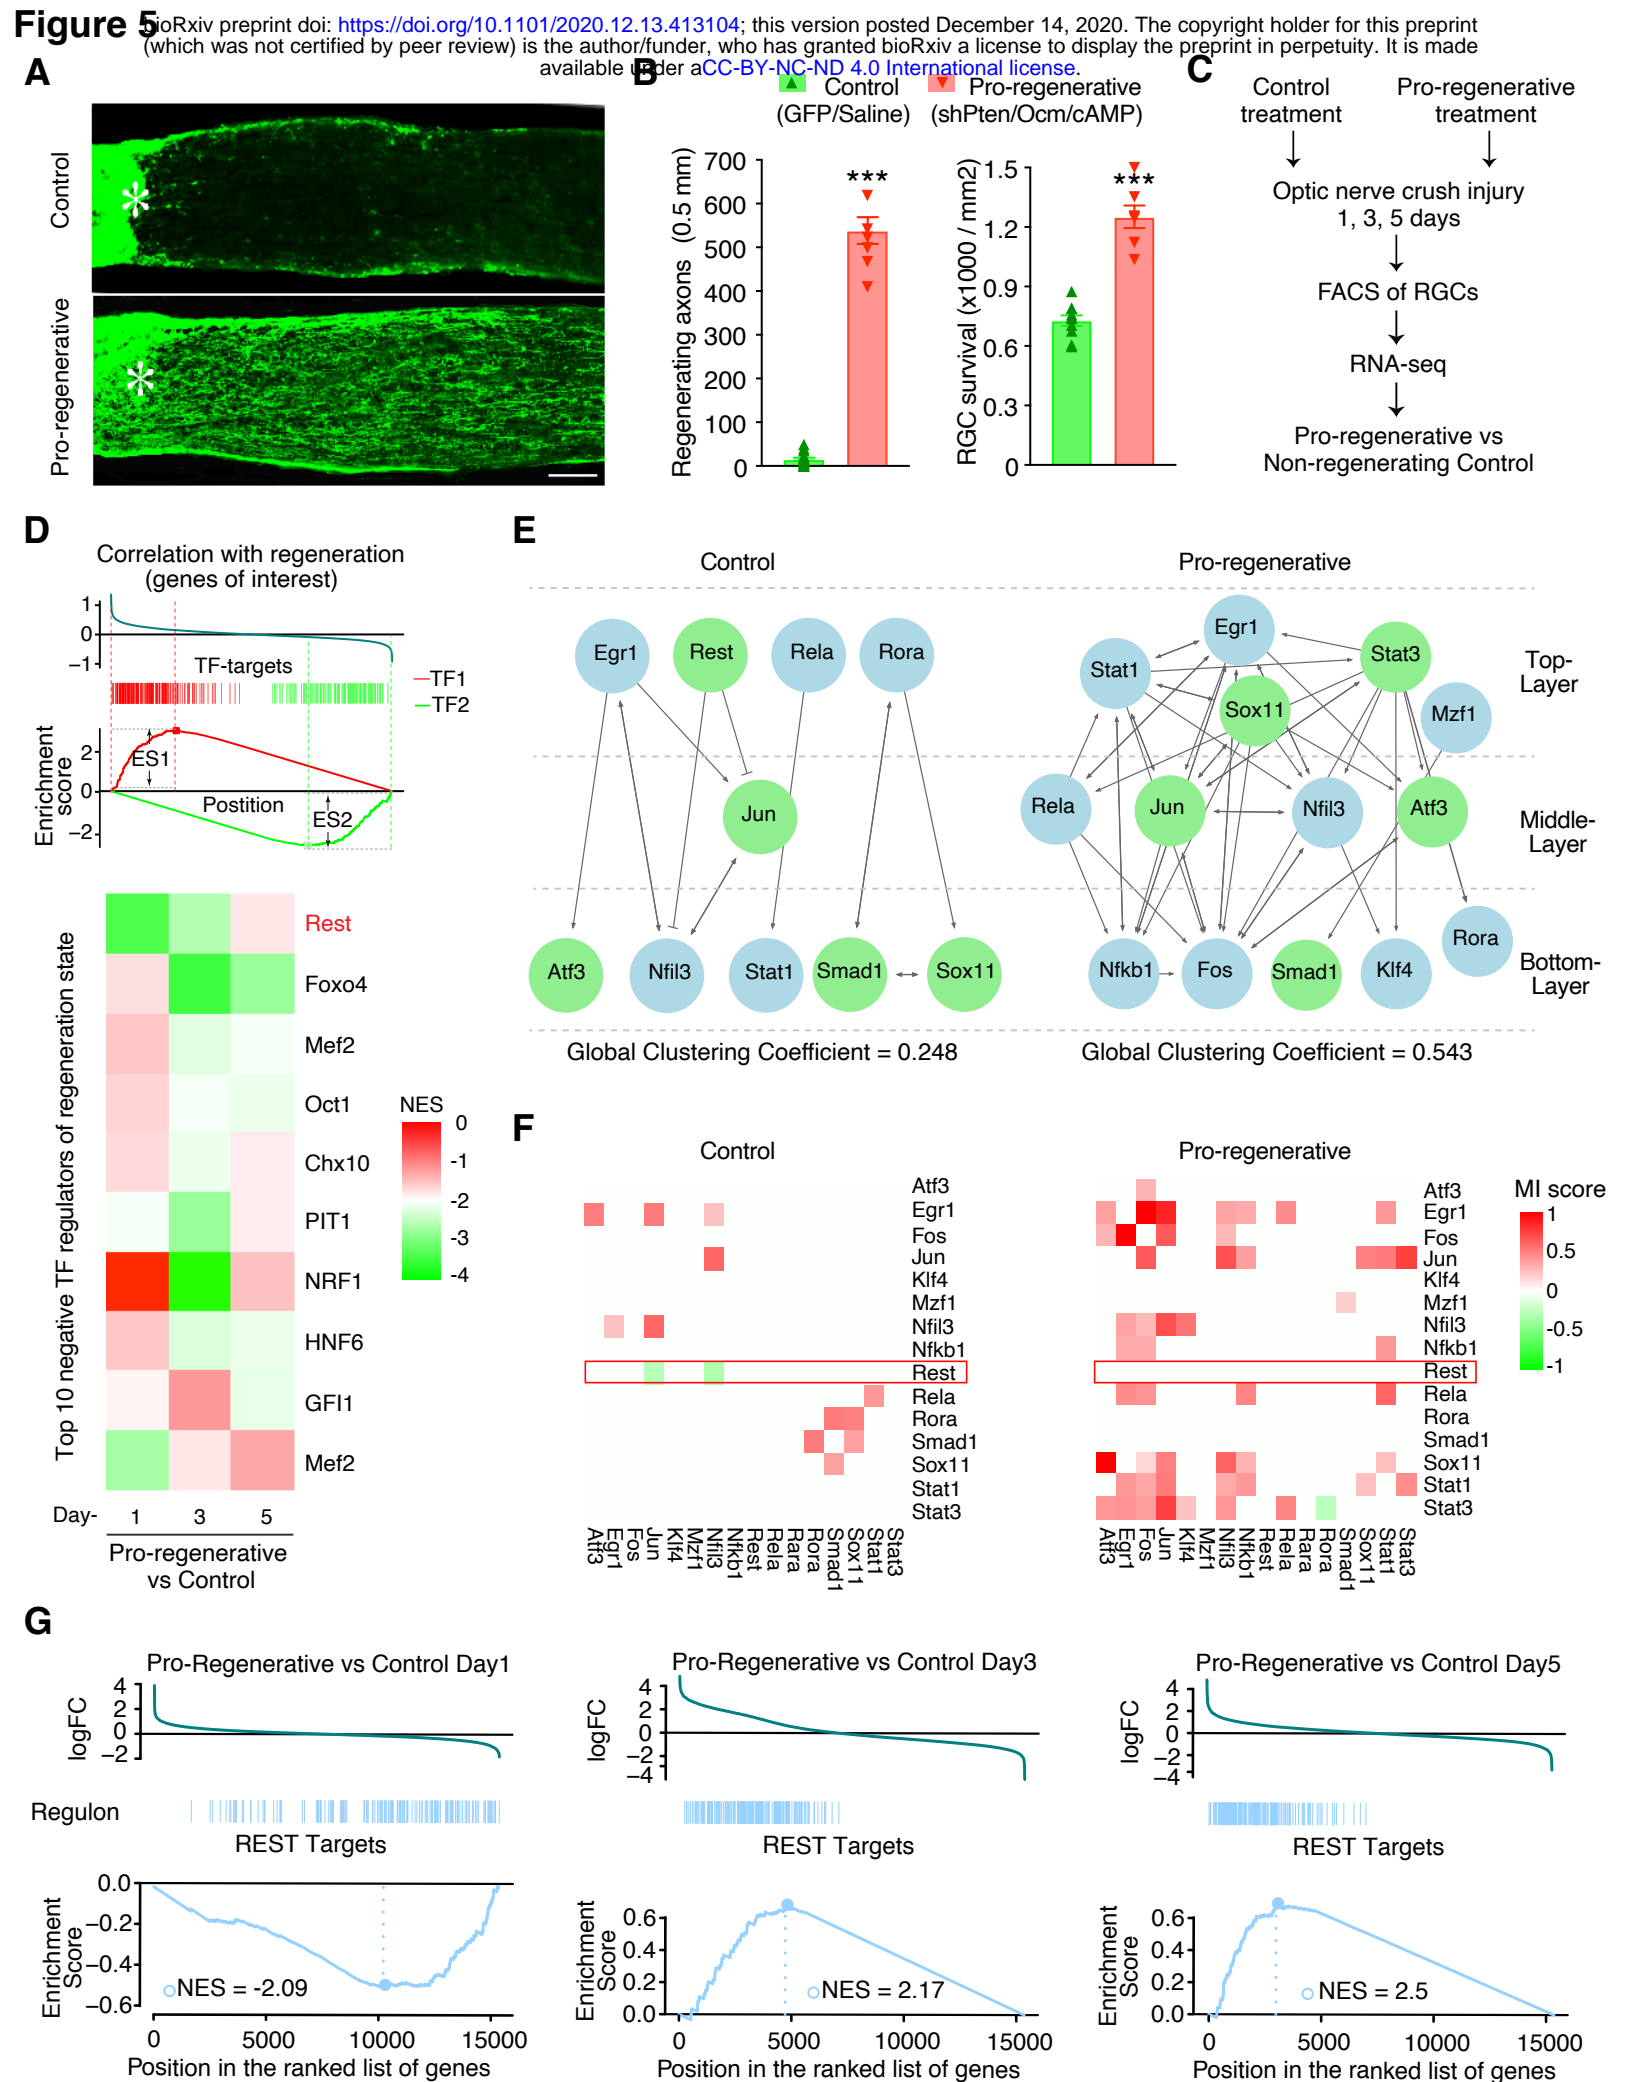 Figure 5
bioRxiv preprint doi: https://doi.org/10.1101/2020.12.13.413104; this version posted December 14, 2020. The copyright holder for this preprint
(which was not certified by peer review) is the author/funder, who has granted bioRxiv a license to display the preprint in perpetuity. It is made
available under aCC-BY-NC-ND 4.0 International license.
A
Control
Pro-regenerative
*
*
B
Control
(GFP/Saline)
Pro-regenerative
(shPten/Ocm/cAMP)
Regenerating axons (0.5 mm)
700
600
500
400
300
200
100
0
***
RGC survival (x1000 / mm2)
1.5
1.2
0.9
0.6
0.3
0
***
C
Control
treatment
Pro-regenerative
treatment
Optic nerve crush injury
1, 3, 5 days
FACS of RGCs
RNA-seq
Pro-regenerative vs
Non-regenerating Control
D
Correlation with regeneration
(genes of interest)
1
0
−1
TF-targets
TF1
TF2
Enrichment
score
2
0
−2
ES1
Postition
ES2
Top 10 negative TF regulators of regeneration state
Rest
Foxo4
Mef2
Oct1
Chx10
PIT1
NRF1
HNF6
GFI1
Mef2
Day-
1 3 5
Pro-regenerative
vs Control
NES
0
-1
-2
-3
-4
E
Control
Pro-regenerative
Egr1 Rest Rela Rora
Jun
Atf3 Nfil3 Stat1 Smad1 Sox11
Global Clustering Coefficient = 0.248
Egr1
Stat1
Stat3
Sox11
Mzf1
Rela Jun Nfil3 Atf3
Nfkb1 Fos Smad1 Klf4 Rora
Global Clustering Coefficient = 0.543
Top-
Layer
Middle-
Layer
Bottom-
Layer
F
Control
Atf3
Egr1
Fos
Jun
Klf4
Mzf1
Nfil3
Nfkb1
Rest
Rela
Rora
Smad1
Sox11
Stat1
Stat3
Atf3 Egr1 Fos Jun Klf4 Mzf1 Nfil3 Nfkb1 Rest Rela Rara Rora Smad1 Sox11 Stat1 Stat3
Pro-regenerative
Atf3
Egr1
Fos
Jun
Klf4
Mzf1
Nfil3
Nfkb1
Rest
Rela
Rora
Smad1
Sox11
Stat1
Stat3
Atf3 Egr1 Fos Jun Klf4 Mzf1 Nfil3 Nfkb1 Rest Rela Rara Rora Smad1 Sox11 Stat1 Stat3
MI score
1
0.5
0
-0.5
-1
G
Pro-Regenerative vs Control Day1
logFC
4
2
0
−2
Regulon
REST Targets
Enrichment
Score
0.0
−0.2
−0.4
−0.6
NES = -2.09
0 5000 10000 15000
Position in the ranked list of genes
Pro-Regenerative vs Control Day3
logFC
4
2
0
−2
−4
REST Targets
Enrichment
Score
0.6
0.4
0.2
0.0
NES = 2.17
0 5000 10000 15000
Position in the ranked list of genes
Pro-Regenerative vs Control Day5
logFC
4
2
0
−2
−4
REST Targets
Enrichment
Score
0.6
0.4
0.2
0.0
NES = 2.5
0 5000 10000 15000
Position in the ranked list of genes